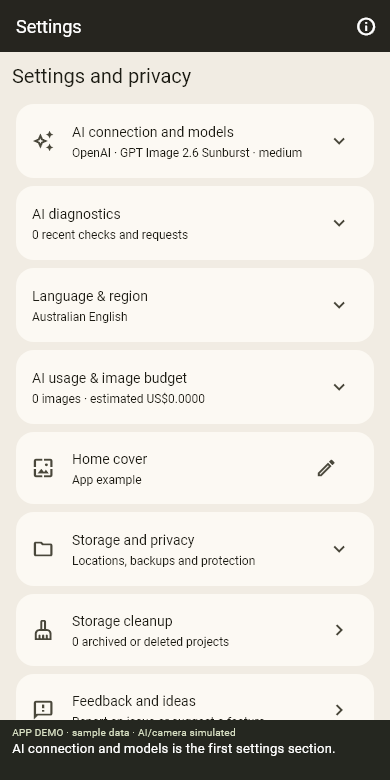 Settings
Settings and privacy
AI connection and models
OpenAI · GPT Image 2.6 Sunburst · medium
AI diagnostics
0 recent checks and requests
Language & region
Australian English
AI usage & image budget
0 images · estimated US$0.0000
Home cover
App example
Storage and privacy
Locations, backups and protection
Storage cleanup
0 archived or deleted projects
Feedback and ideas
APP DEMO · sample data · AI/camera simulated
AI connection and models is the first settings section.